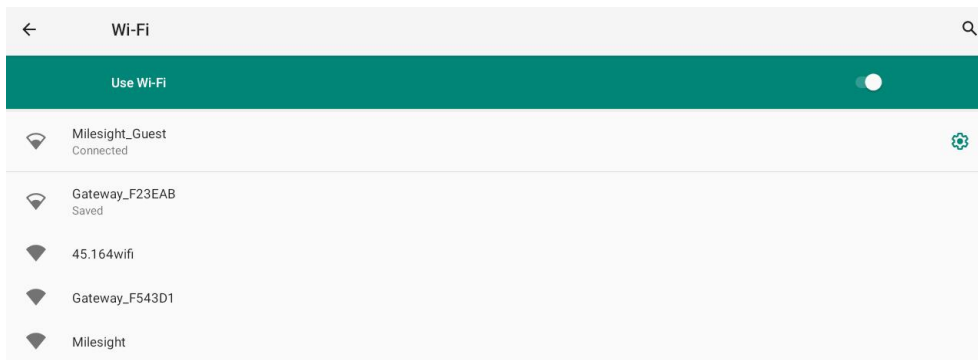 Wi-Fi
Use Wi-Fi
Milesight_Guest
Connected
Gateway_F23EAB
Saved
45.164wifi
Gateway_F543D1
Milesight